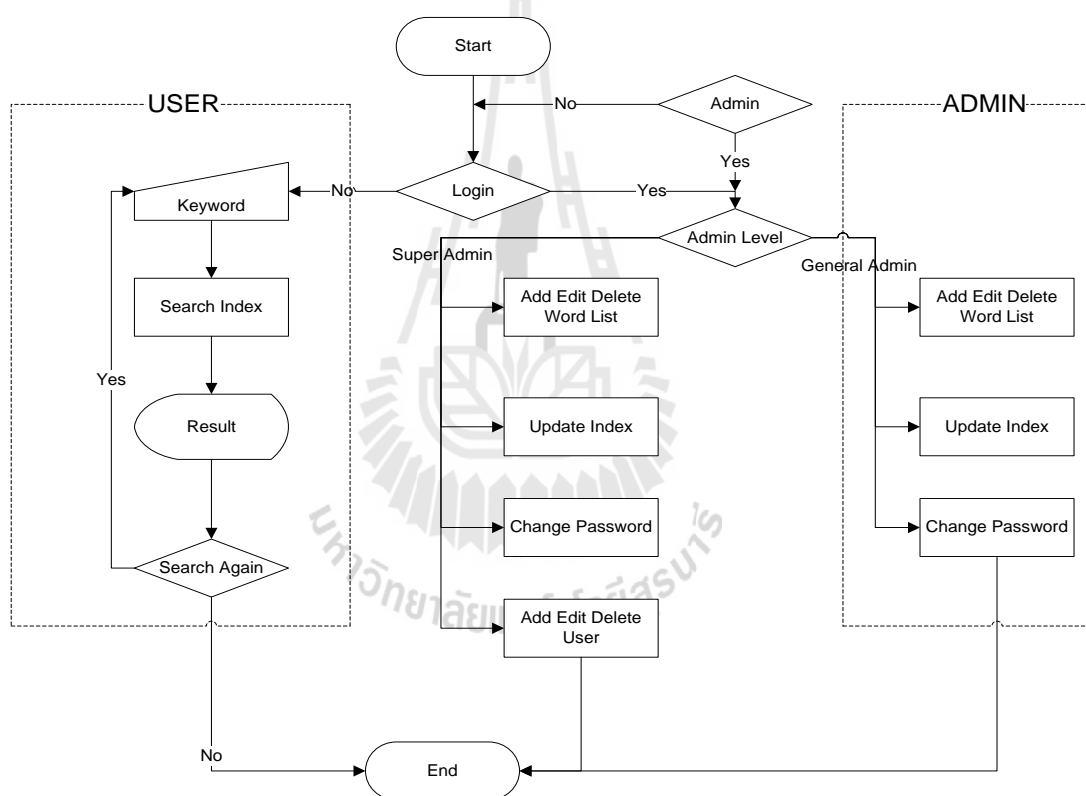 Start
USER
No
Admin
ADMIN
Yes
Keyword
No
Login
Yes
Admin Level
Super Admin
General Admin
Search Index
Add Edit Delete
Word List
Add Edit Delete
Word List
Yes
Result
Update Index
Update Index
Change Password
Change Password
Search Again
Add Edit Delete
User
No
End